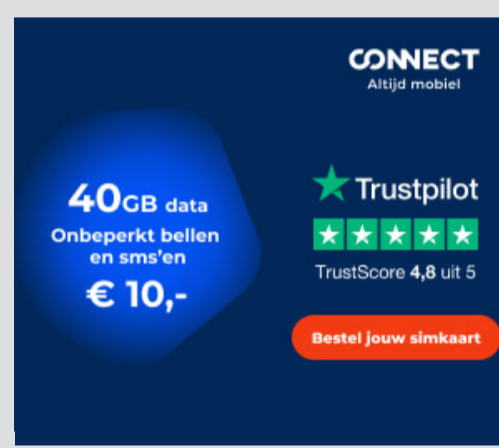 CONNECT
Altijd mobiel
40GB data
Onbeperkt bellen
en sms'en
€ 10,-
Trustpilot
TrustScore 4,8 uit 5
Bestel jouw simkaart